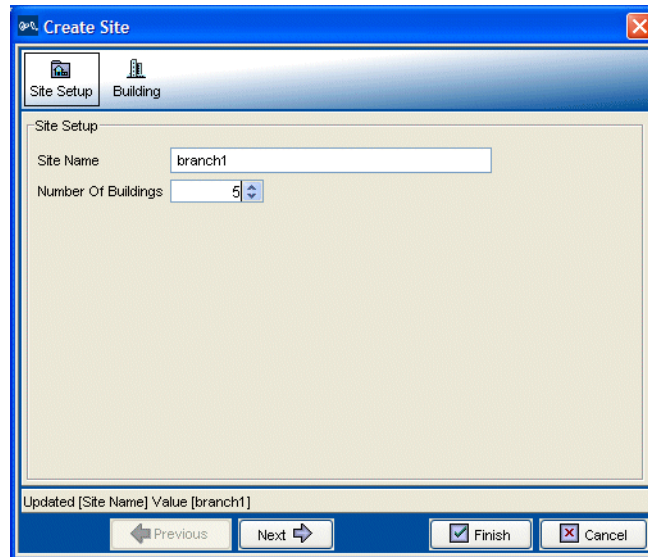 Create Site
Site Setup Building
Site Setup
Site Name branch1
Number Of Buildings 5
Updated [Site Name] Value [branch1]
Previous Next Finish Cancel